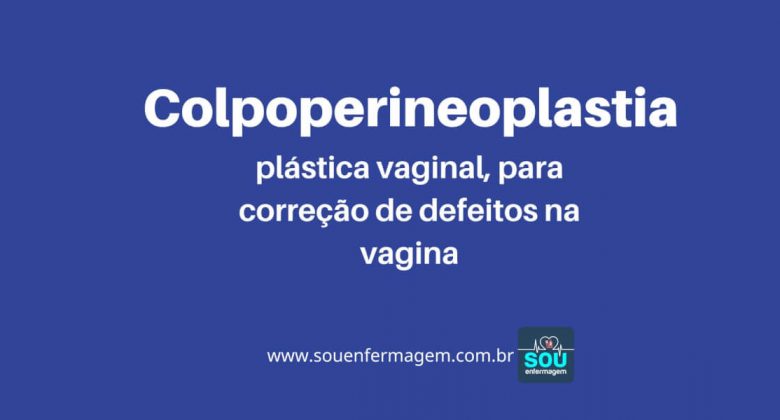 Colpoperineoplastia
plástica vaginal, para
correção de defeitos na
vagina
www.souenfermagem.com.br
SOU
enfermagem